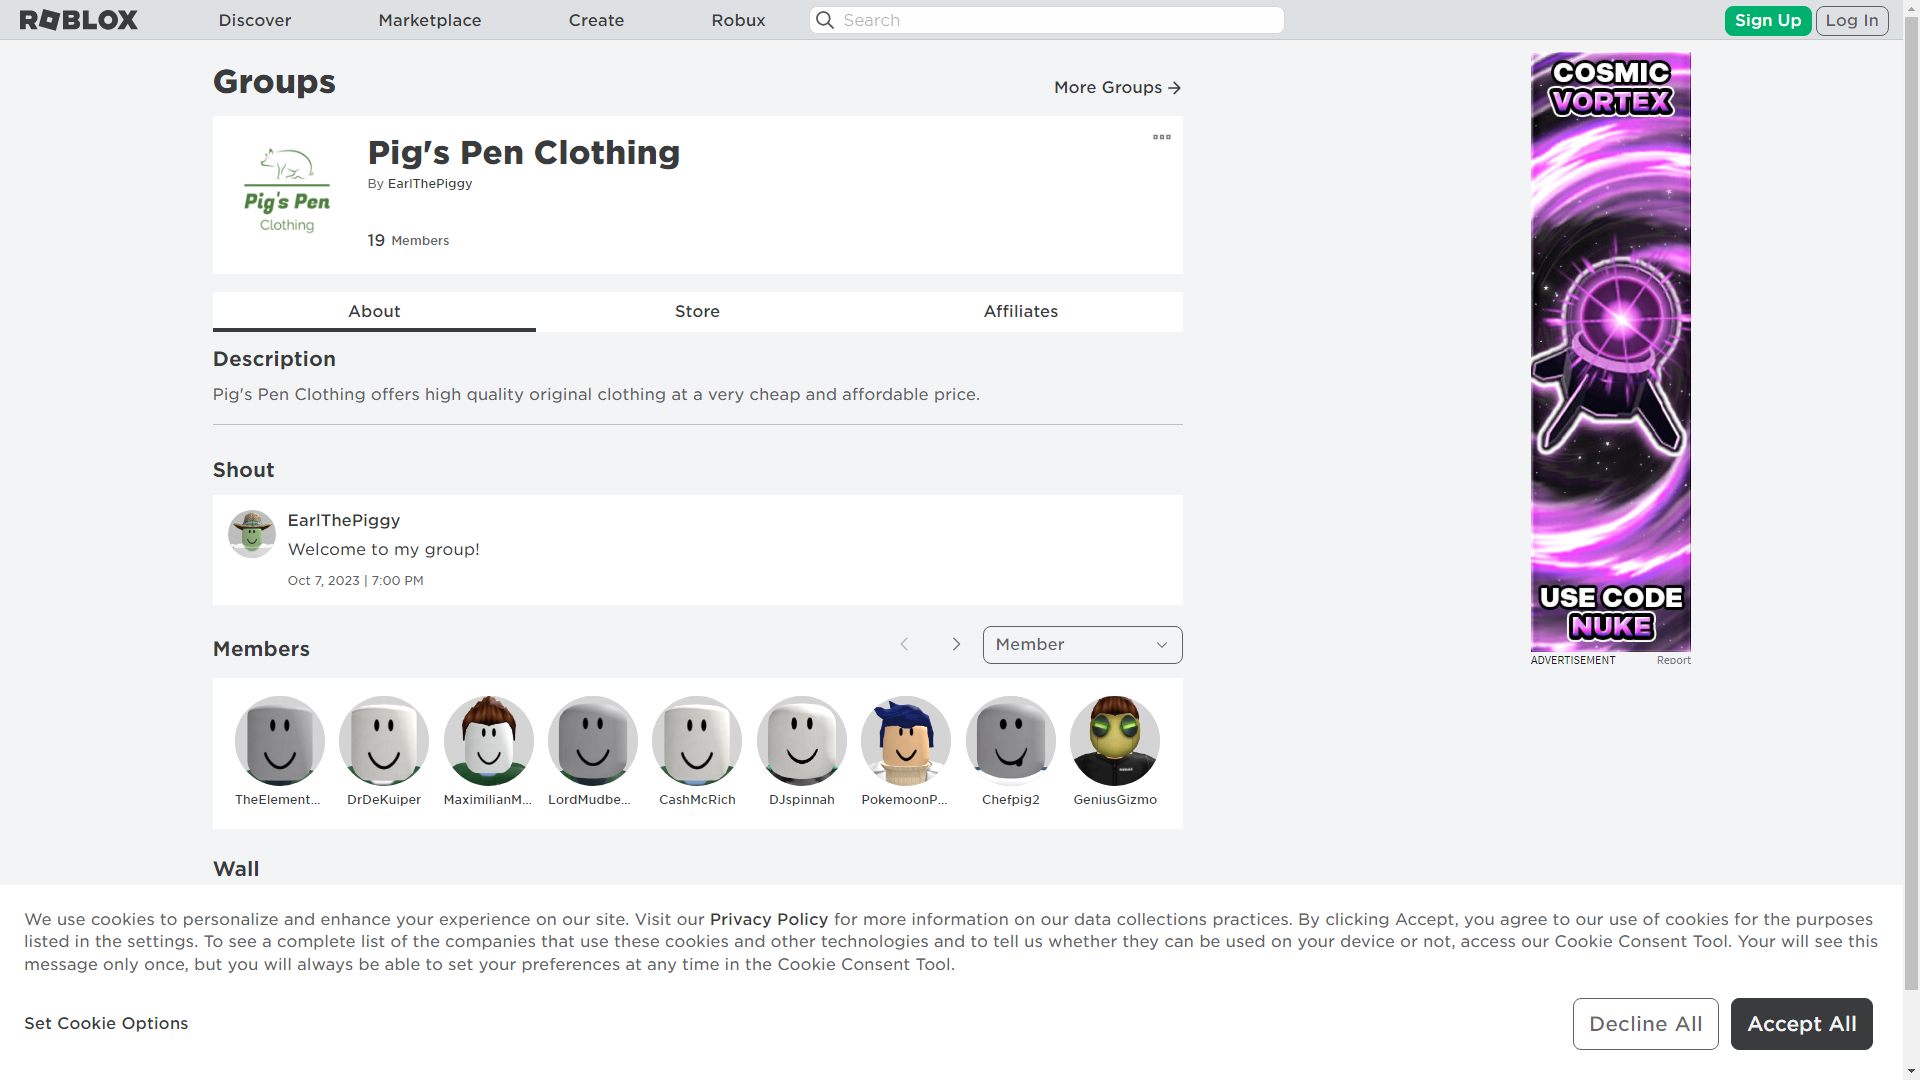 ROBLOX
Discover
Marketplace
Create
Robux
Search
Sign Up
Log In
Groups
More Groups
Pig's Pen
Clothing
Pig's Pen Clothing
By EarlThePiggy
19 Members
About
Store
Affiliates
Description
Pig's Pen Clothing offers high quality original clothing at a very cheap and affordable price.
Shout
EarlThePiggy
Welcome to my group!
Oct 7, 2023 | 7:00 PM
Members
Member
TheElement...
DrDeKuiper
MaximilianM...
LordMudbe...
CashMcRich
DJspinnah
PokemoonP...
Chefpig2
GeniusGizmo
Wall
COSMIC
VORTEX
USE CODE
NUKE
ADVERTISEMENT
Report
We use cookies to personalize and enhance your experience on our site. Visit our Privacy Policy for more information on our data collections practices. By clicking Accept, you agree to our use of cookies for the purposes
listed in the settings. To see a complete list of the companies that use these cookies and other technologies and to tell us whether they can be used on your device or not, access our Cookie Consent Tool. Your will see this
message only once, but you will always be able to set your preferences at any time in the Cookie Consent Tool.
Set Cookie Options
Decline All
Accept All